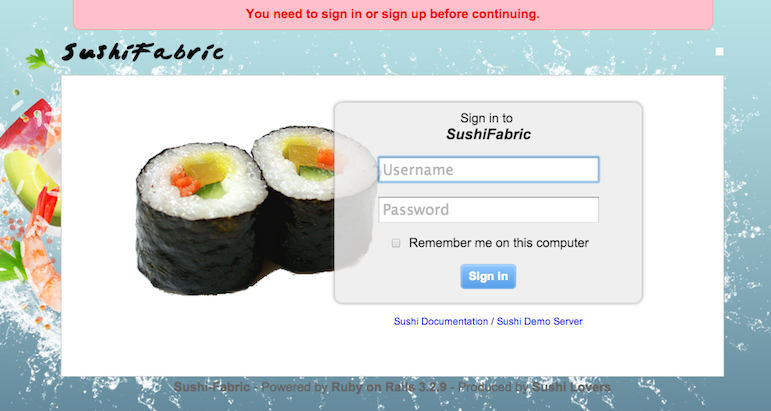 You need to sign in or sign up before continuing.
SushiFabric
Sign in to
SushiFabric
Username
Password
Remember me on this computer
Sign in
Sushi Documentation / Sushi Demo Server
Sushi-Fabric - Powered by Ruby on Rails 3.2.9 - Produced by Sushi Lovers